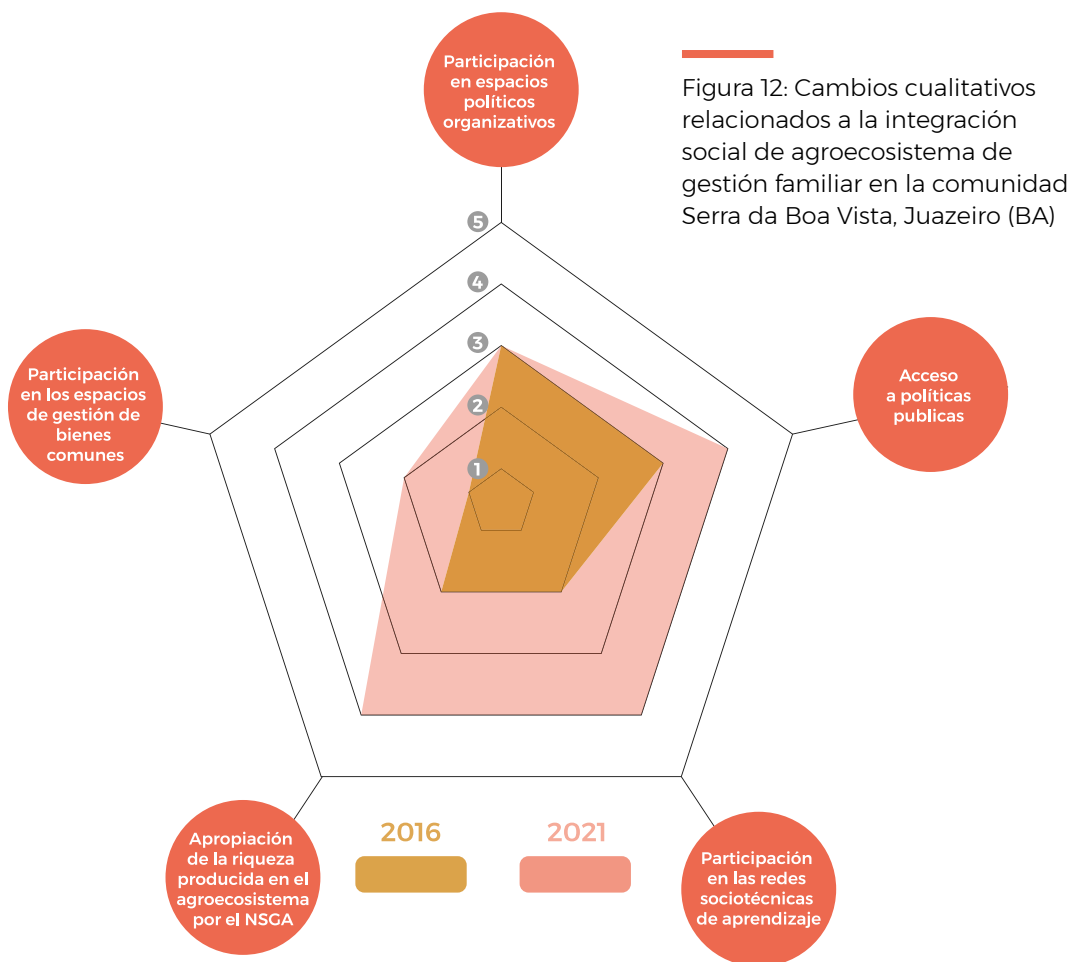 Participación
en espacios
políticos
organizativos
Figura 12: Cambios cualitativos
relacionados a la integración
social de agroecosistema de
gestión familiar en la comunidad
Serra da Boa Vista, Juazeiro (BA)
5
4
3
2
1
Participación
en los espacios
de gestión de
bienes
comunes
Acceso
a políticas
publicas
Apropiación
de la riqueza
producida en el
agroecosistema
por el NSGA
2016
2021
Participación
en las redes
sociotécnicas
de aprendizaje